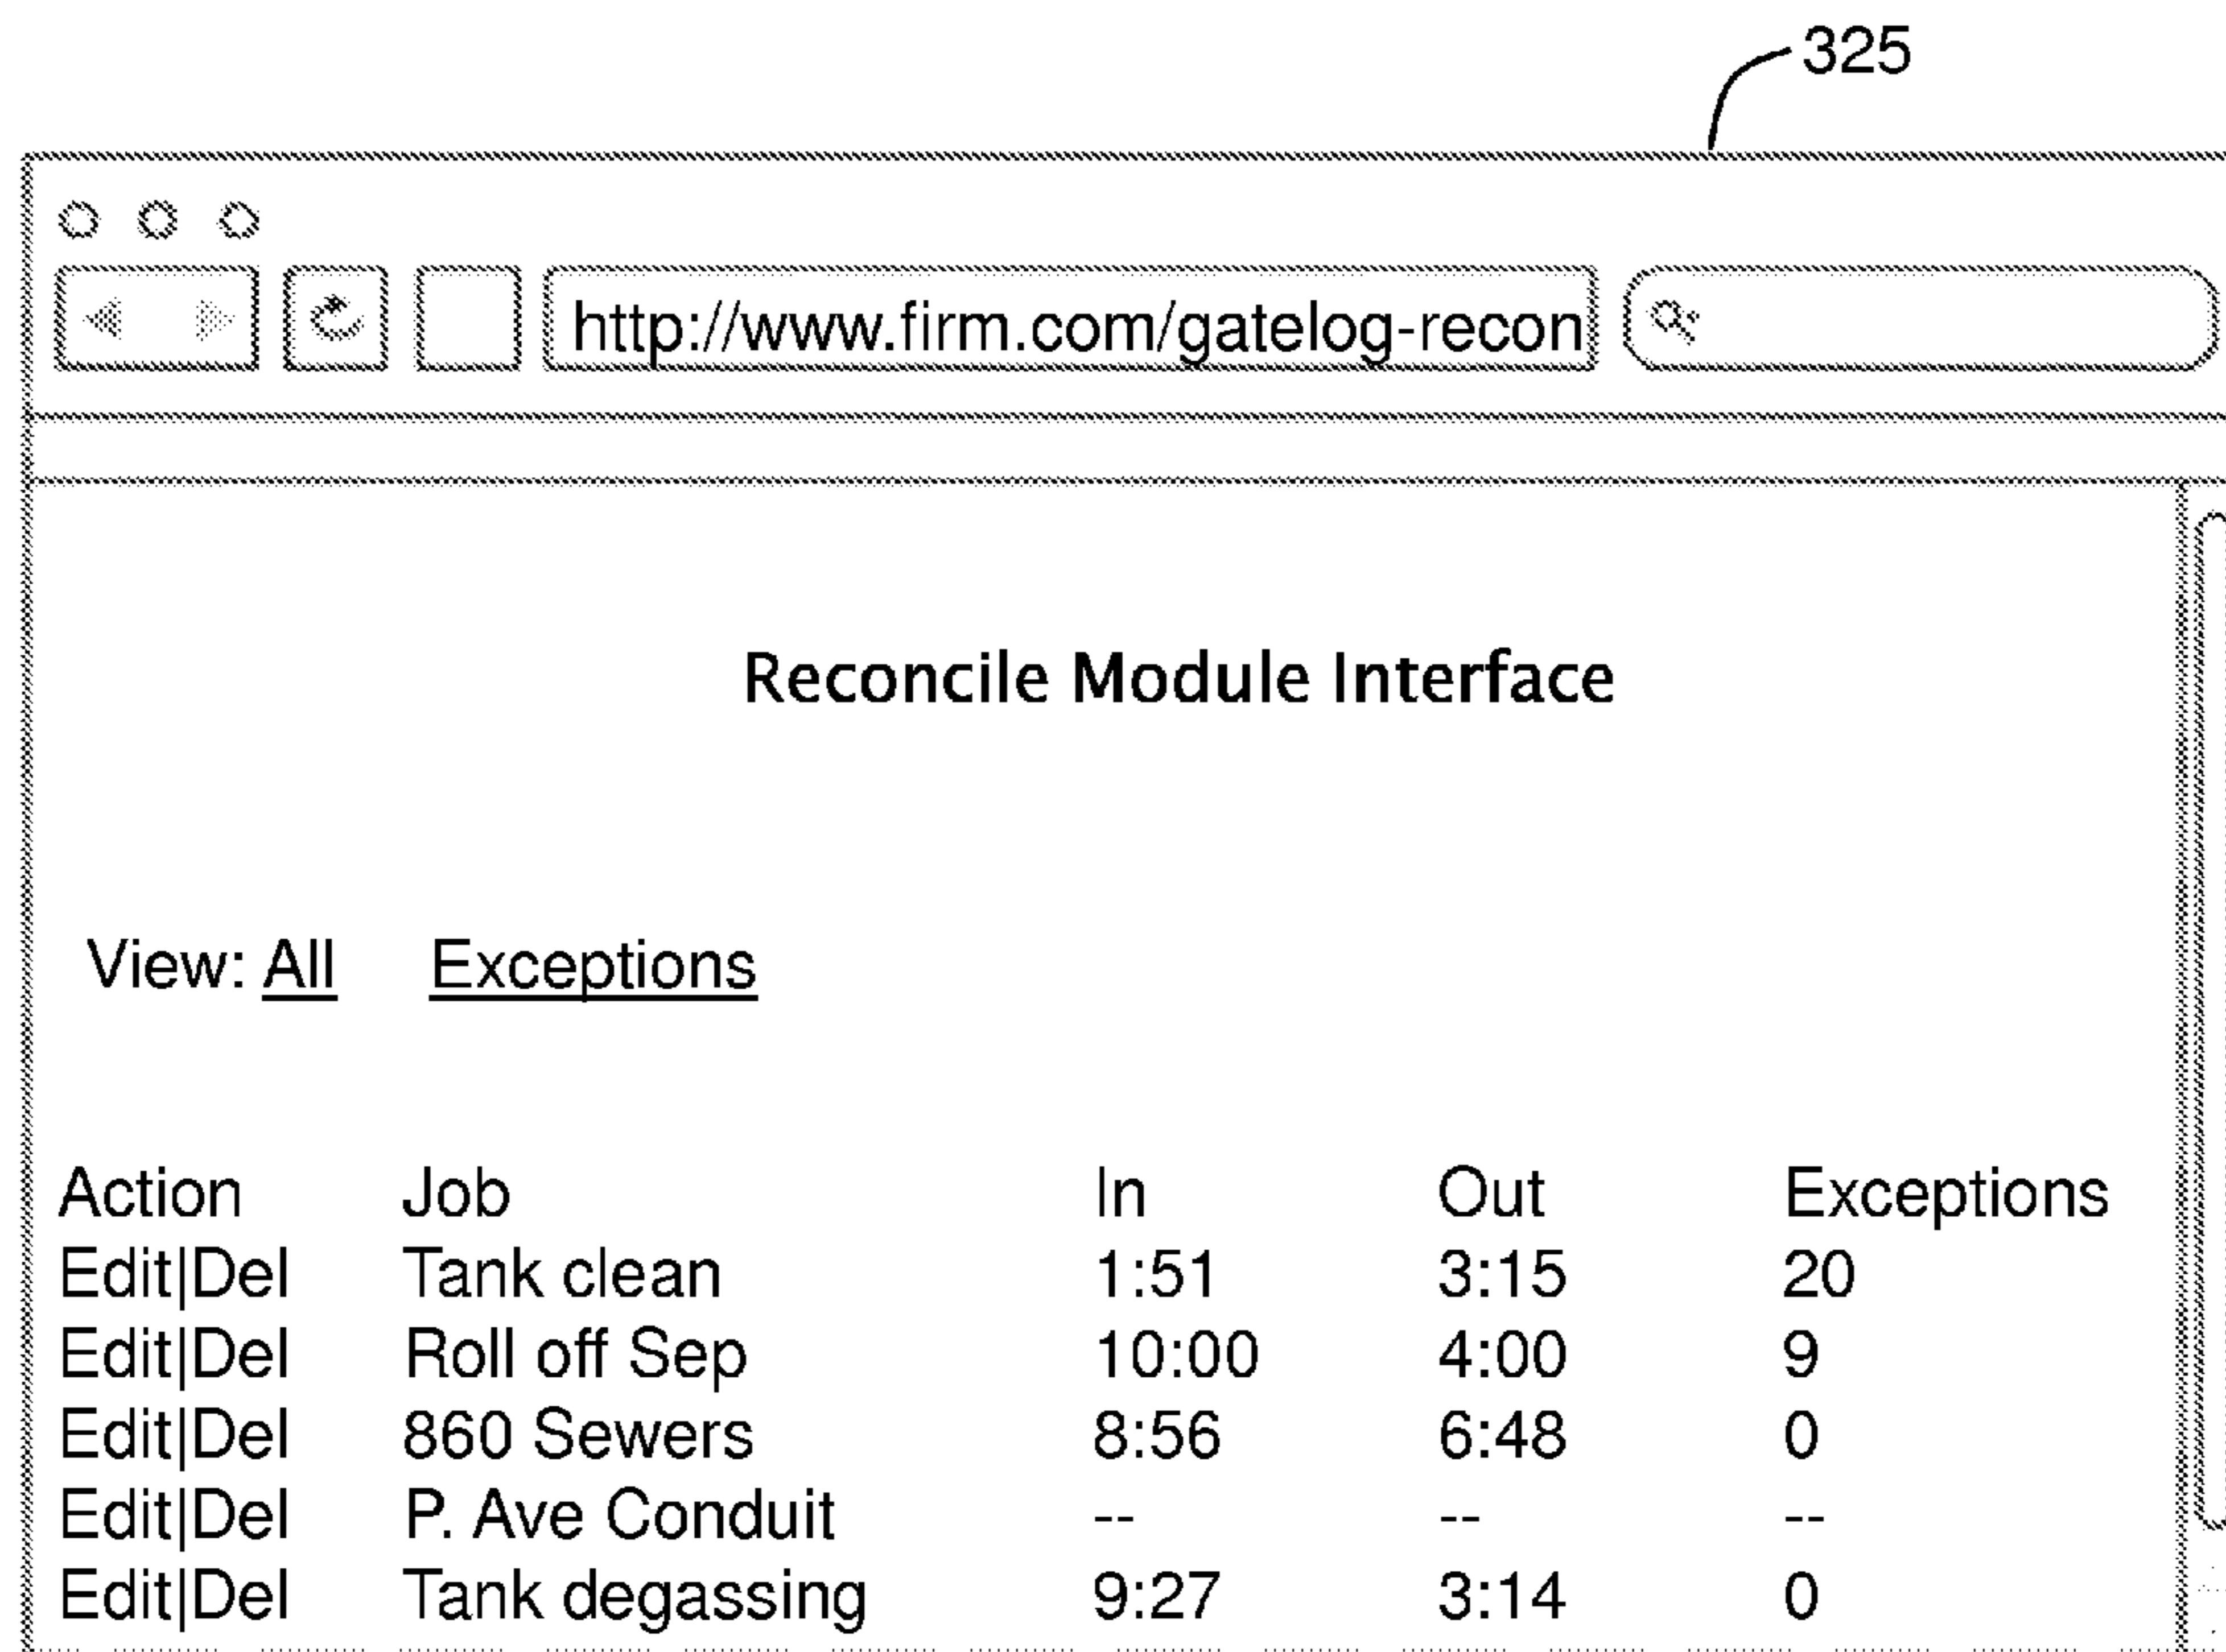 325
http://www.firm.com/gatelog-recon
Reconcile Module Interface
View: All Exceptions
Action Job In Out Exceptions
Edit|Del Tank clean 1:51 3:15 20
Edit|Del Roll off Sep 10:00 4:00 9
Edit|Del 860 Sewers 8:56 6:48 0
Edit|Del P. Ave Conduit -- -- --
Edit|Del Tank degassing 9:27 3:14 0